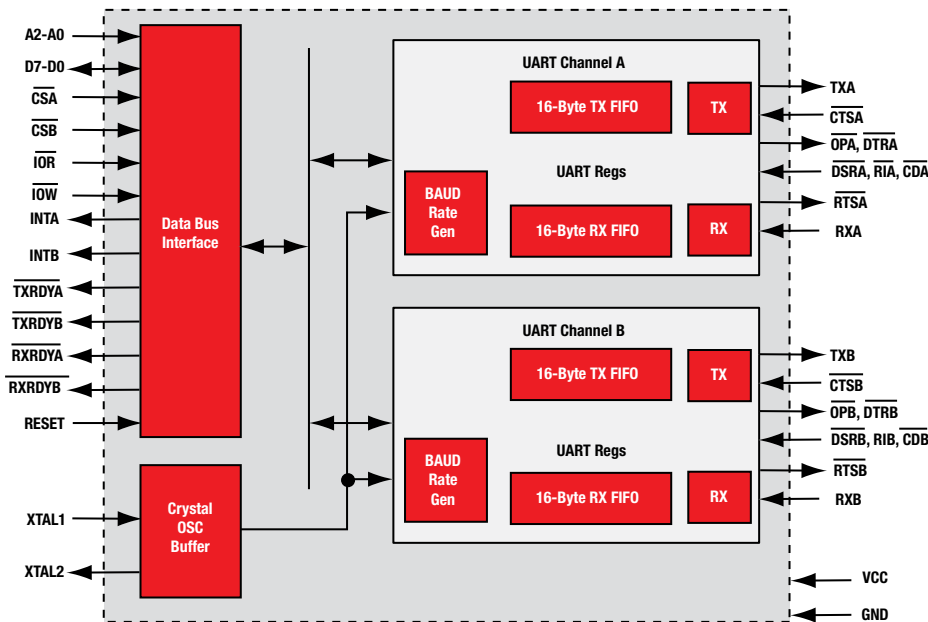 A2-A0
D7-D0
CSA
CSB
IOR
IOW
INTA
INTB
TXRDYA
TXRDYB
RXRDYA
RXRDYB
RESET
XTAL1
XTAL2
Data Bus
Interface
Crystal
OSC
Buffer
UART Channel A
16-Byte TX FIFO
TX
UART Regs
BAUD
Rate
Gen
16-Byte RX FIFO
RX
UART Channel B
16-Byte TX FIFO
TX
UART Regs
BAUD
Rate
Gen
16-Byte RX FIFO
RX
TXA
CTSA
OPA, DTRA
DSRA, RIA, CDA
RTSA
RXA
TXB
CTSB
OPB, DTRB
DSRB, RIB, CDB
RTSB
RXB
VCC
GND